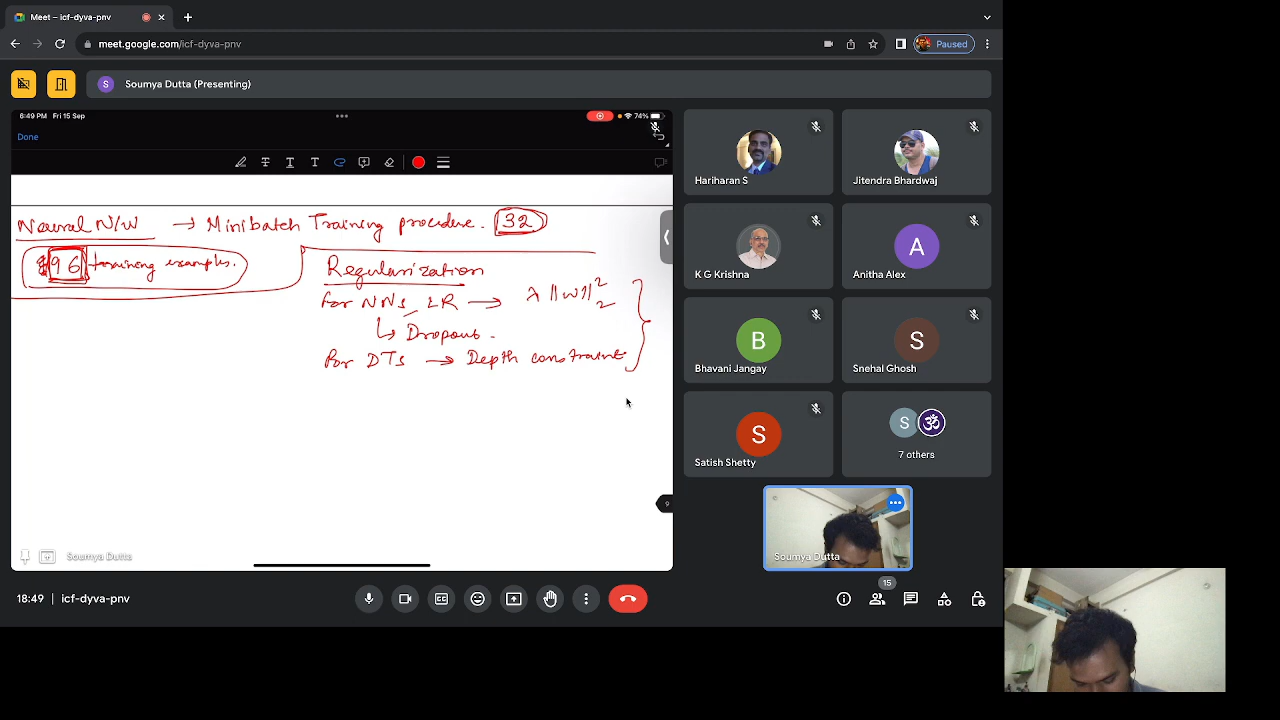 Meet – icf-dyva-pnv
meet.google.com/icf-dyva-pnv
Paused
S
Soumya Dutta (Presenting)
6:49 PM Fri 15 Sep
74%
Done
T
T
T
Neural N/W → Minibatch Training procedure. 32
96 training examples.
Regularization
For NNs, LR → λ ||w||₂²
↳ Dropout.
For DTs → Depth constraint
9
Soumya Dutta
Hariharan S
Jitendra Bhardwaj
K G Krishna
A
Anitha Alex
B
Bhavani Jangay
S
Snehal Ghosh
S
Satish Shetty
S ॐ
7 others
Soumya Dutta
18:49 | icf-dyva-pnv
15